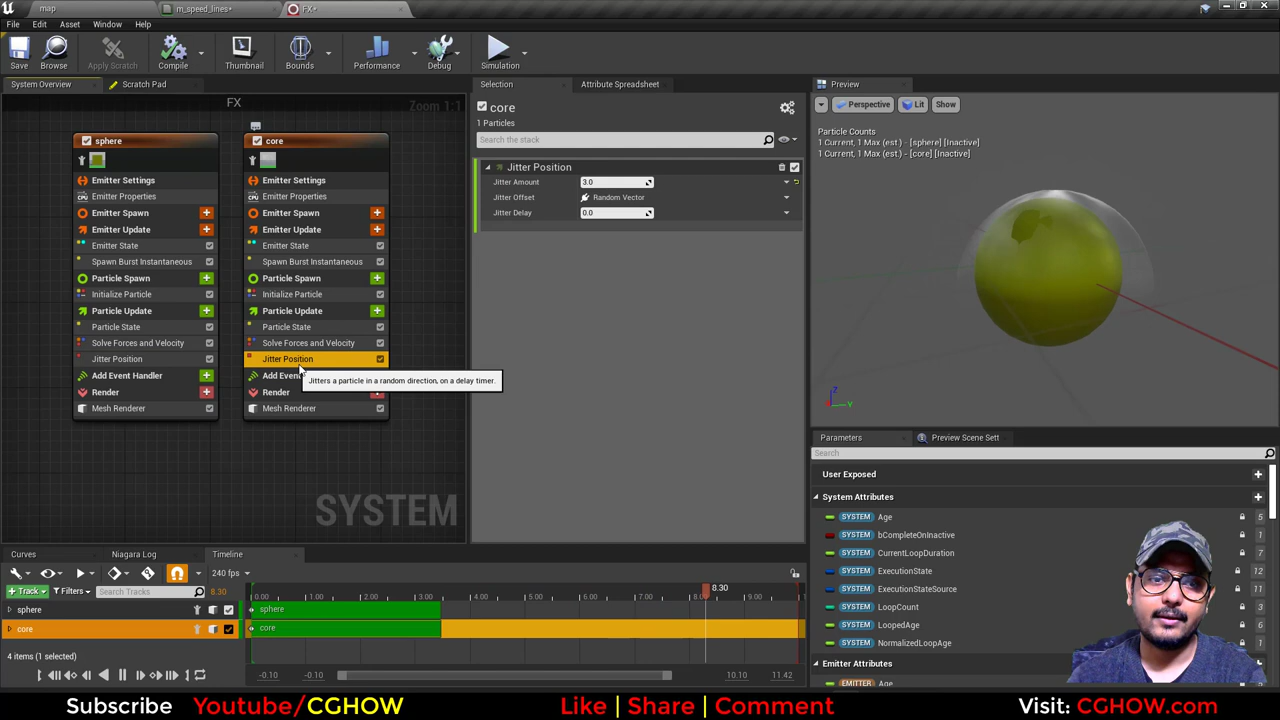 map
m_speed_lines*
FX*
File Edit Asset Window Help
Save Browse Apply Scratch Compile Thumbnail Bounds Performance Debug Simulation
System Overview
Scratch Pad
FX
Zoom 1:1
sphere
Emitter Settings
Emitter Properties
Emitter Spawn
Emitter Update
Emitter State
Spawn Burst Instantaneous
Particle Spawn
Initialize Particle
Particle Update
Particle State
Solve Forces and Velocity
Jitter Position
Add Event Handler
Render
Mesh Renderer
core
Emitter Settings
Emitter Properties
Emitter Spawn
Emitter Update
Emitter State
Spawn Burst Instantaneous
Particle Spawn
Initialize Particle
Particle Update
Particle State
Solve Forces and Velocity
Jitter Position
Add Even
Render
Mesh Renderer
Jitters a particle in a random direction, on a delay timer.
SYSTEM
Selection
Attribute Spreadsheet
core
1 Particles
Search the stack
Jitter Position
Jitter Amount 3.0
Jitter Offset Random Vector
Jitter Delay 0.0
Preview
Perspective Lit Show
Particle Counts
1 Current, 1 Max (est.) - [sphere] [Inactive]
1 Current, 1 Max (est.) - [core] [Inactive]
Z
X Y
Parameters
Preview Scene Sett
Search
User Exposed
System Attributes
SYSTEM Age 5
SYSTEM bCompleteOnInactive
SYSTEM CurrentLoopDuration 7
SYSTEM ExecutionState 12
SYSTEM ExecutionStateSource 11
SYSTEM LoopCount
SYSTEM LoopedAge 6
SYSTEM NormalizedLoopAge
Emitter Attributes
EMITTER Age
Curves
Niagara Log
Timeline
240 fps
Track Filters Search Tracks 8.30
8.30
0.00 1.00 2.00 3.00 4.00 5.00 6.00 7.00
sphere
sphere
core
core
4 items (1 selected)
-0.10 -0.10 10.10 11.42
Subscribe Youtube/CGHOW Like | Share | Comment Visit: CGHOW.com